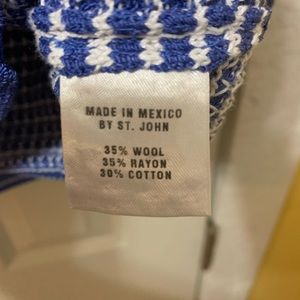 MADE IN MEXICO
BY ST. JOHN
35% WOOL
35% RAYON
30% COTTON